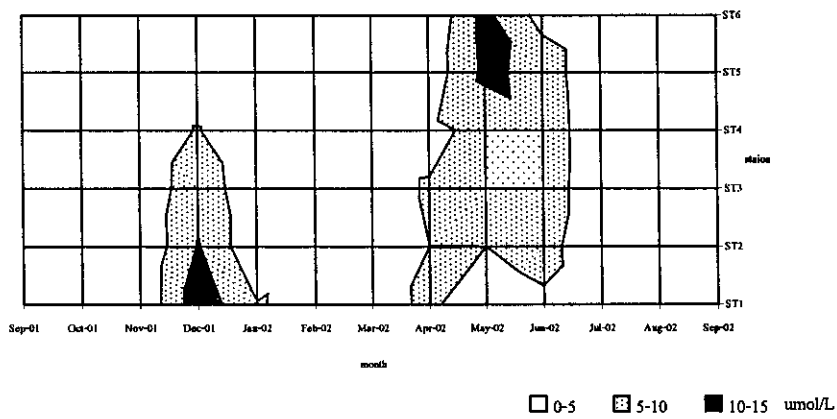 ST6
ST5
ST4
staion
ST3
ST2
ST1
Sep-01 Oct-01 Nov-01 Dec-01 Jan-02 Feb-02 Mar-02 Apr-02 May-02 Jun-02 Jul-02 Aug-02 Sep-02
month
0-5 5-10 10-15 umol/L